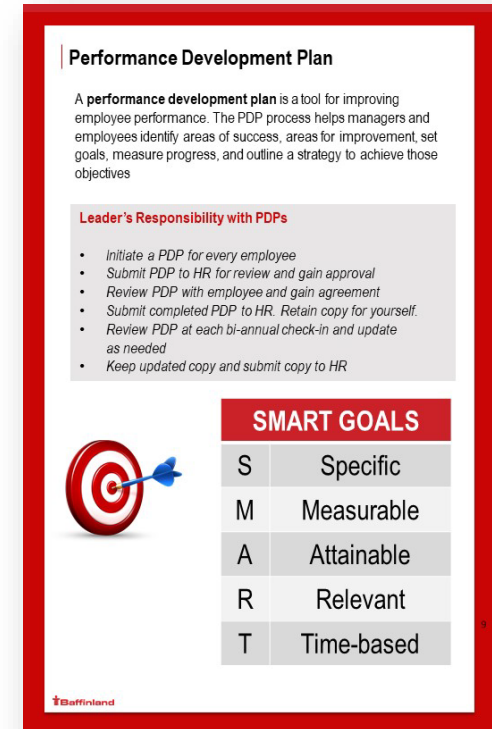 Performance Development Plan
A performance development plan is a tool for improving
employee performance. The PDP process helps managers and
employees identify areas of success, areas for improvement, set
goals, measure progress, and outline a strategy to achieve those
objectives
Leader's Responsibility with PDPs
• Initiate a PDP for every employee
• Submit PDP to HR for review and gain approval
• Review PDP with employee and gain agreement
• Submit completed PDP to HR. Retain copy for yourself.
• Review PDP at each bi-annual check-in and update
as needed
• Keep updated copy and submit copy to HR
SMART GOALS
S Specific
M Measurable
A Attainable
R Relevant
T Time-based
9
Baffinland